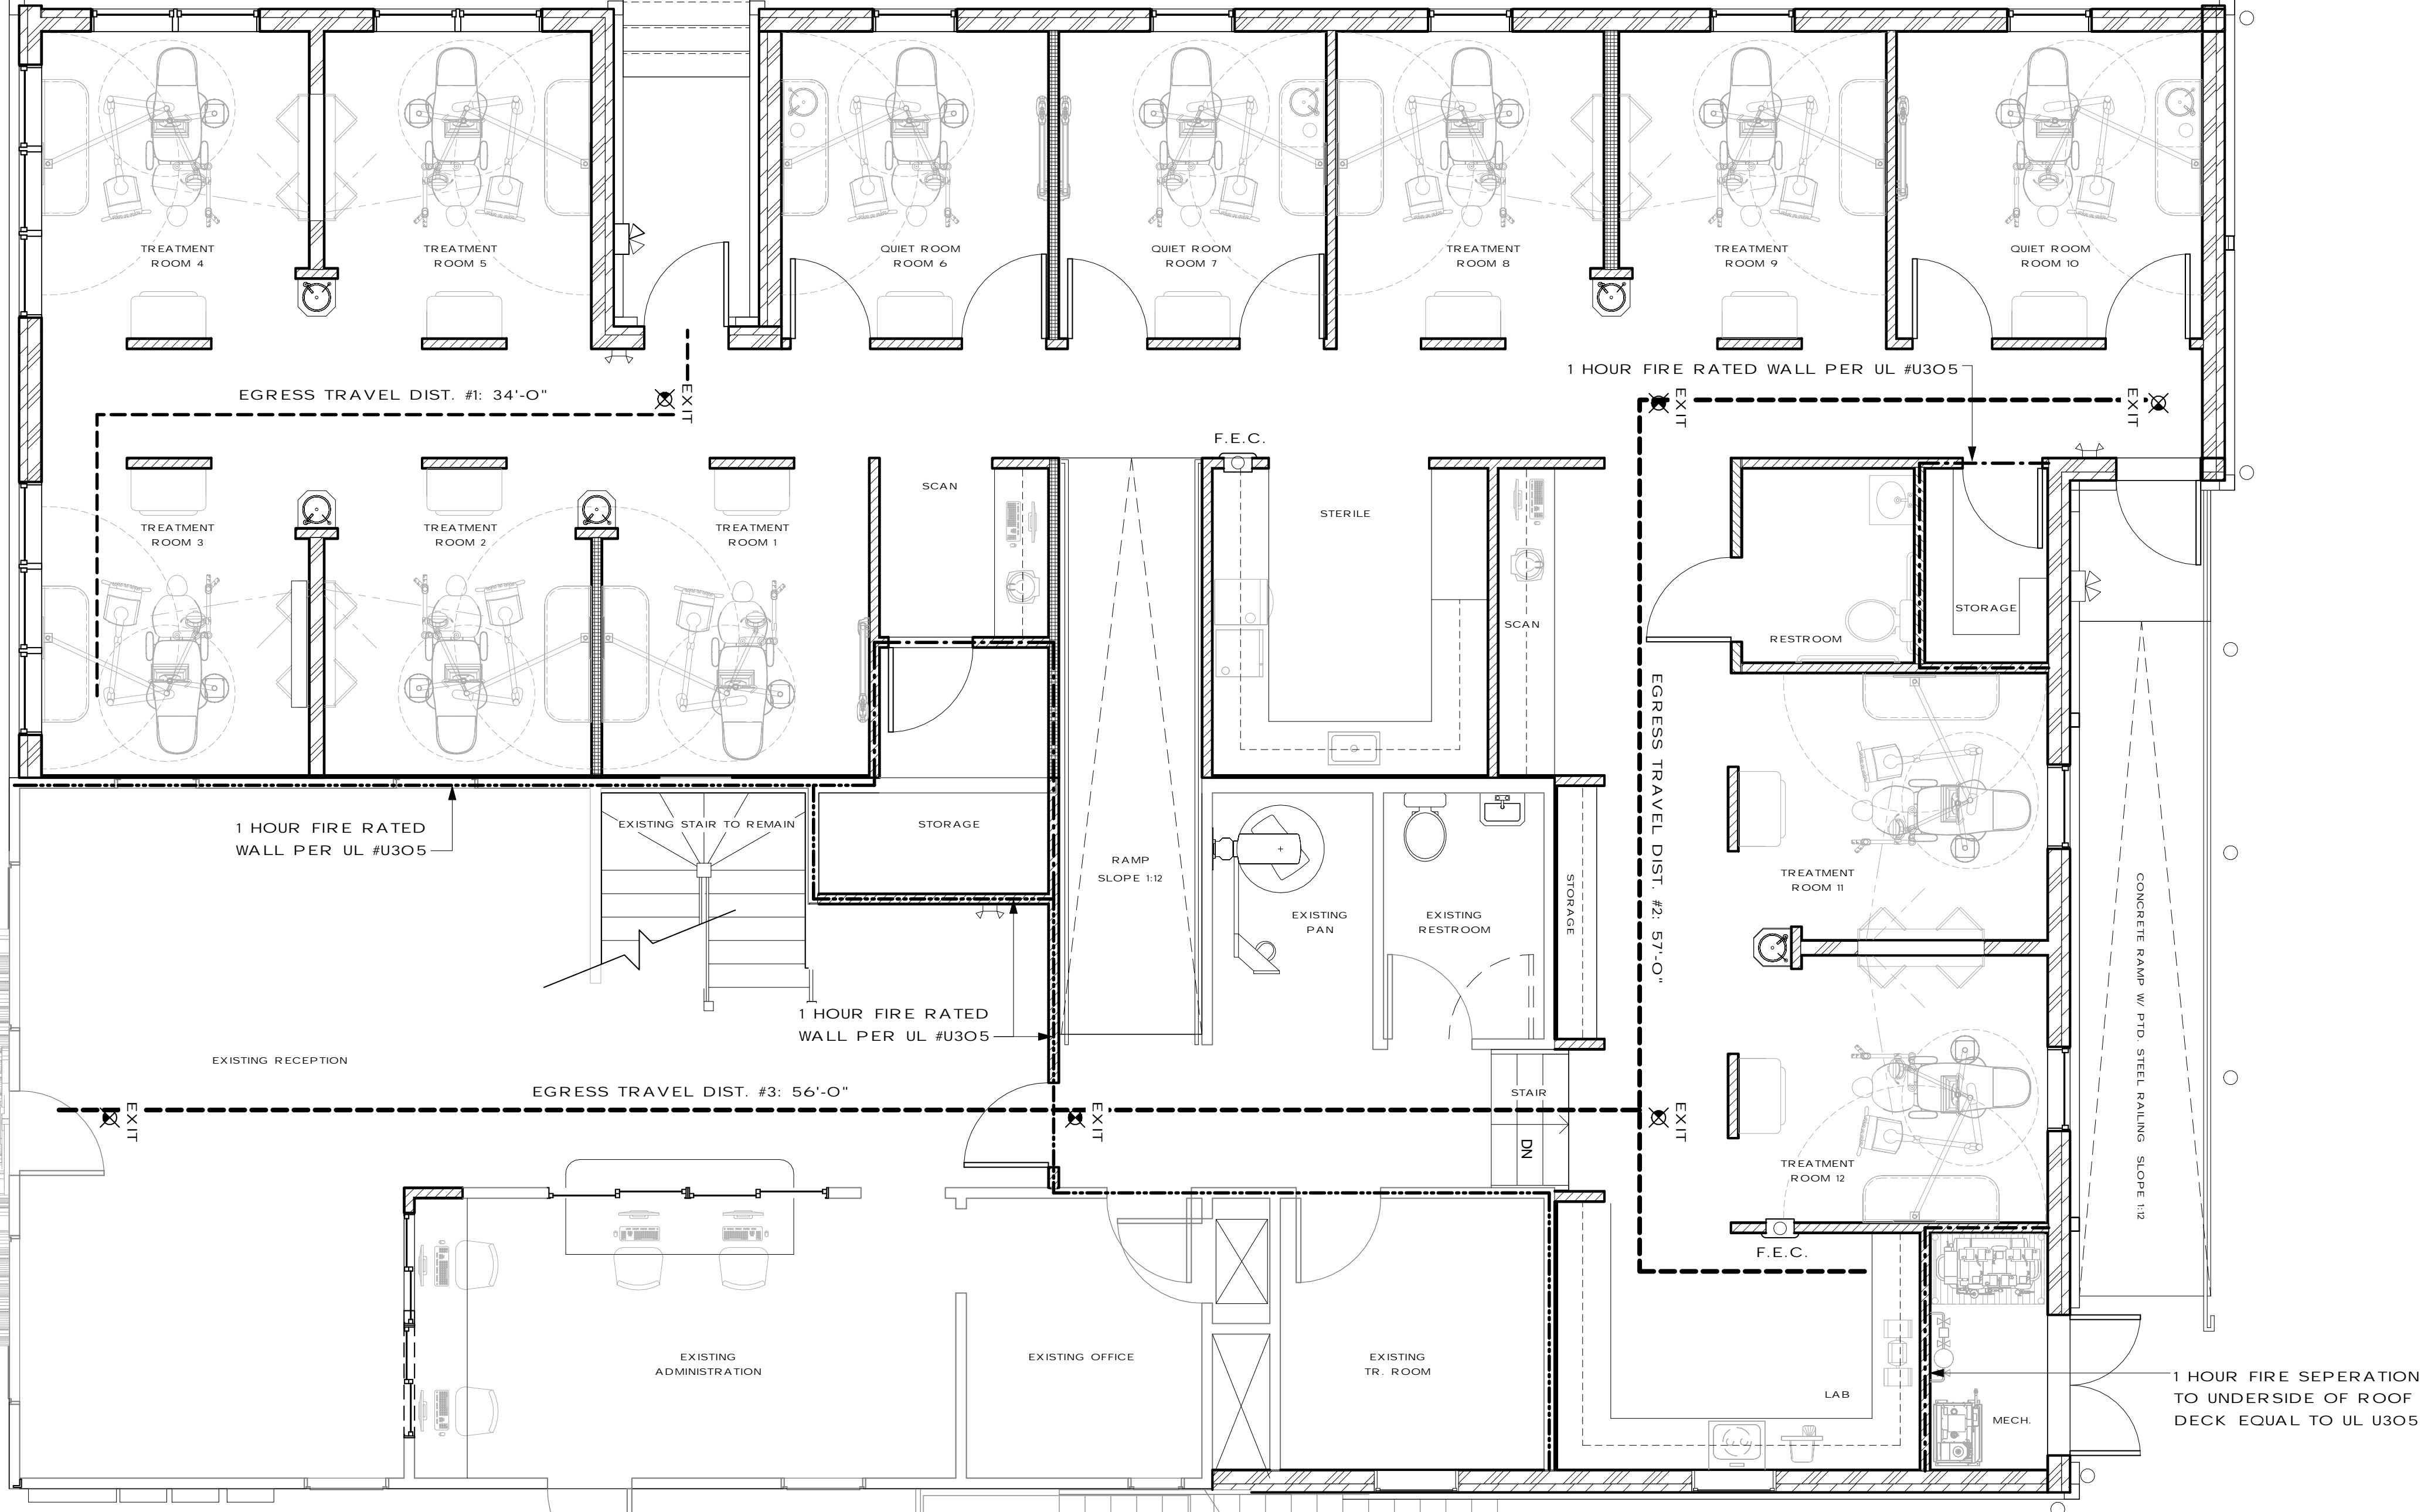 TREATMENT
ROOM 4
TREATMENT
ROOM 5
QUIET ROOM
ROOM 6
QUIET ROOM
ROOM 7
TREATMENT
ROOM 8
TREATMENT
ROOM 9
QUIET ROOM
ROOM 10
1 HOUR FIRE RATED WALL PER UL #U305
EGRESS TRAVEL DIST. #1: 34'-0"
EXIT
EXIT
EXIT
F.E.C.
SCAN
STERILE
TREATMENT
ROOM 3
TREATMENT
ROOM 2
TREATMENT
ROOM 1
SCAN
RESTROOM
STORAGE
EGRESS TRAVEL DIST. #2: 57'-0"
1 HOUR FIRE RATED
WALL PER UL #U305
EXISTING STAIR TO REMAIN
STORAGE
RAMP
SLOPE 1:12
EXISTING
PAN
EXISTING
RESTROOM
STORAGE
TREATMENT
ROOM 11
CONCRETE RAMP W/ PTD. STEEL RAILING SLOPE 1:12
1 HOUR FIRE RATED
WALL PER UL #U305
EXISTING RECEPTION
EGRESS TRAVEL DIST. #3: 56'-0"
EXIT
EXIT
STAIR
DN
EXIT
TREATMENT
ROOM 12
F.E.C.
EXISTING
ADMINISTRATION
EXISTING OFFICE
EXISTING
TR. ROOM
LAB
MECH.
1 HOUR FIRE SEPERATION
TO UNDERSIDE OF ROOF
DECK EQUAL TO UL U305